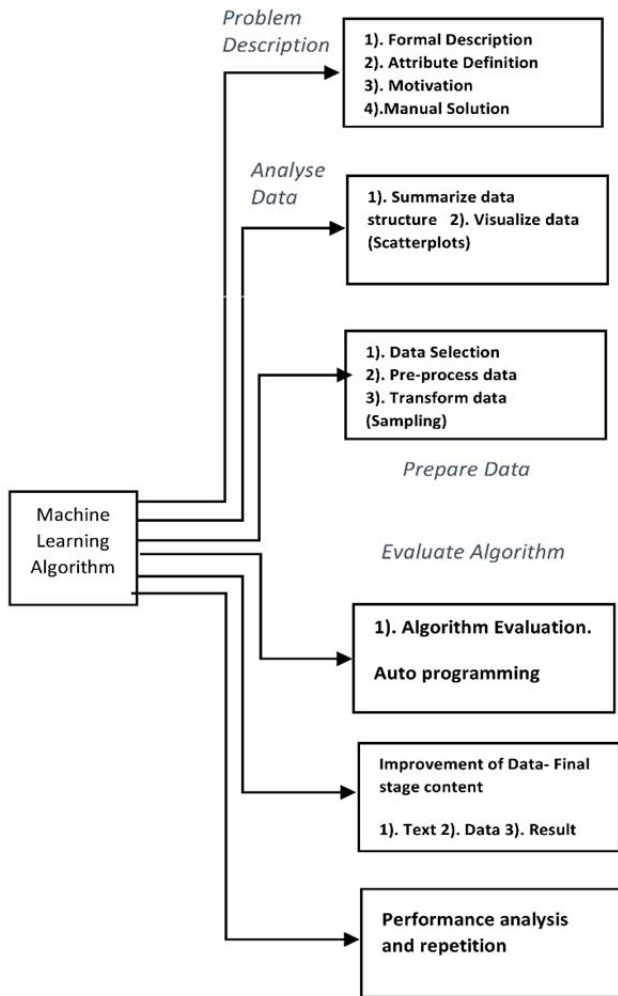 Problem
Description
1). Formal Description
2). Attribute Definition
3). Motivation
4).Manual Solution
Analyse
Data
1). Summarize data
structure 2). Visualize data
(Scatterplots)
1). Data Selection
2). Pre-process data
3). Transform data
(Sampling)
Prepare Data
Machine
Learning
Algorithm
Evaluate Algorithm
1). Algorithm Evaluation.
Auto programming
Improvement of Data- Final
stage content
1). Text 2). Data 3). Result
Performance analysis
and repetition